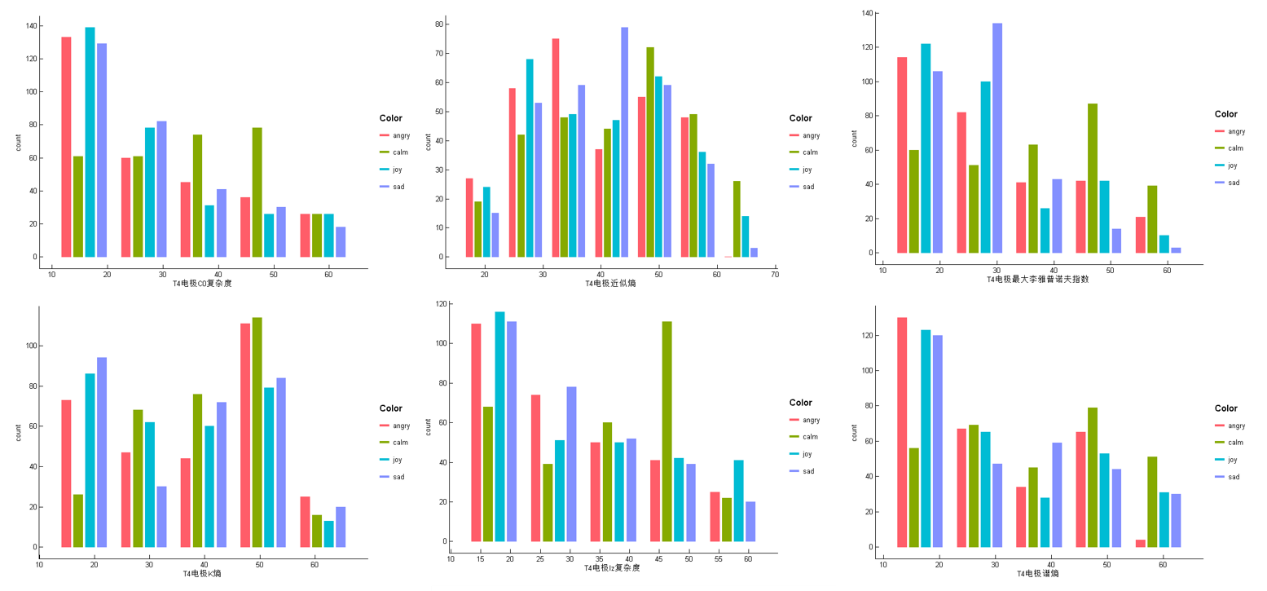 140
120
100
80
60
40
20
0
count
10 20 30 40 50 60
T4电极C0复杂度
Color
angry
calm
joy
sad
80
70
60
50
40
30
20
10
0
count
20 30 40 50 60 70
T4电极近似熵
Color
angry
calm
joy
sad
140
120
100
80
60
40
20
0
count
10 20 30 40 50 60
T4电极最大李雅普诺夫指数
Color
angry
calm
joy
sad
100
80
60
40
20
0
count
10 20 30 40 50 60
T4电极K熵
Color
angry
calm
joy
sad
120
100
80
60
40
20
0
count
10 15 20 25 30 35 40 45 50 55 60
T4电极lz复杂度
Color
angry
calm
joy
sad
120
100
80
60
40
20
0
count
10 20 30 40 50 60
T4电极谱熵
Color
angry
calm
joy
sad